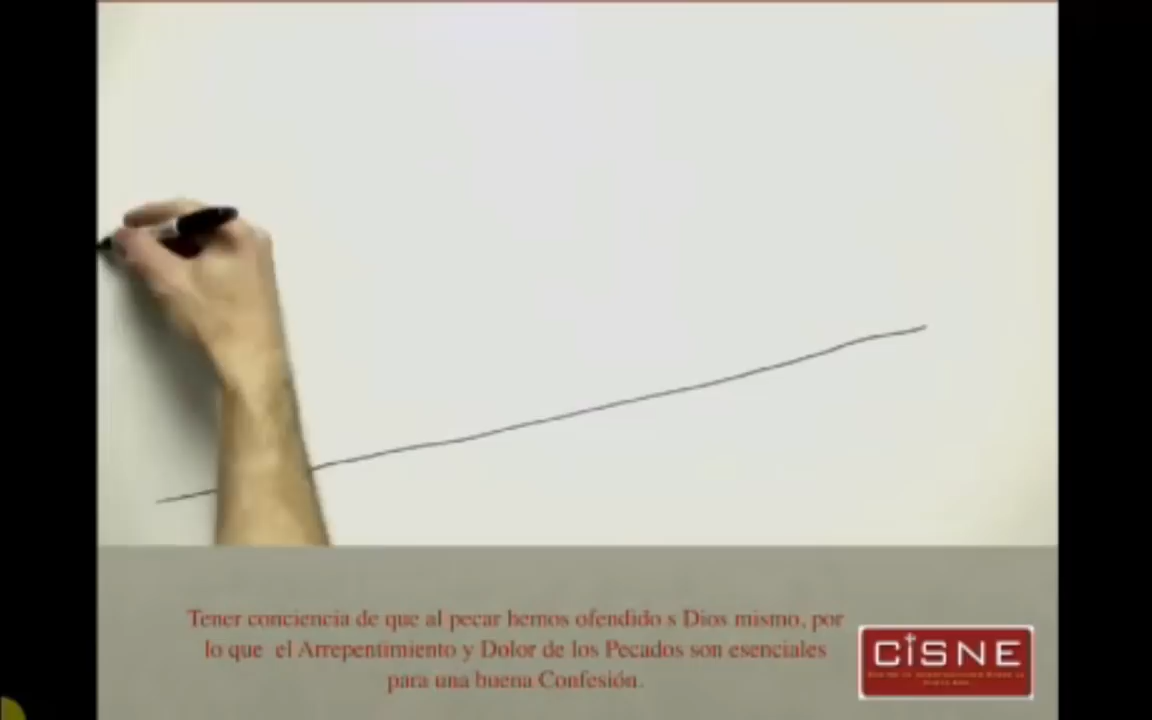 Tener conciencia de que al pecar hemos ofendido s Dios mismo, por
lo que el Arrepentimiento y Dolor de los Pecados son esenciales
para una buena Confesión.
CISNE